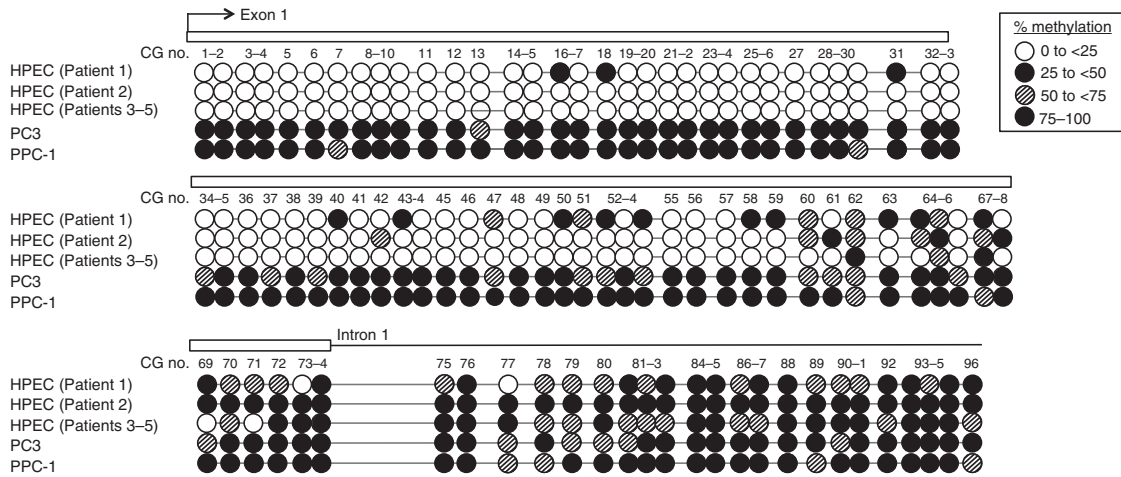 Exon 1
% methylation
0 to <25
25 to <50
50 to <75
75–100
CG no. 1–2 3–4 5 6 7 8–10 11 12 13 14–5 16–7 18 19–20 21–2 23–4 25–6 27 28–30 31 32–3
HPEC (Patient 1)
HPEC (Patient 2)
HPEC (Patients 3–5)
PC3
PPC-1
CG no. 34–5 36 37 38 39 40 41 42 43-4 45 46 47 48 49 50 51 52–4 55 56 57 58 59 60 61 62 63 64–6 67–8
HPEC (Patient 1)
HPEC (Patient 2)
HPEC (Patients 3–5)
PC3
PPC-1
Intron 1
CG no. 69 70 71 72 73–4 75 76 77 78 79 80 81–3 84–5 86–7 88 89 90–1 92 93–5 96
HPEC (Patient 1)
HPEC (Patient 2)
HPEC (Patients 3–5)
PC3
PPC-1